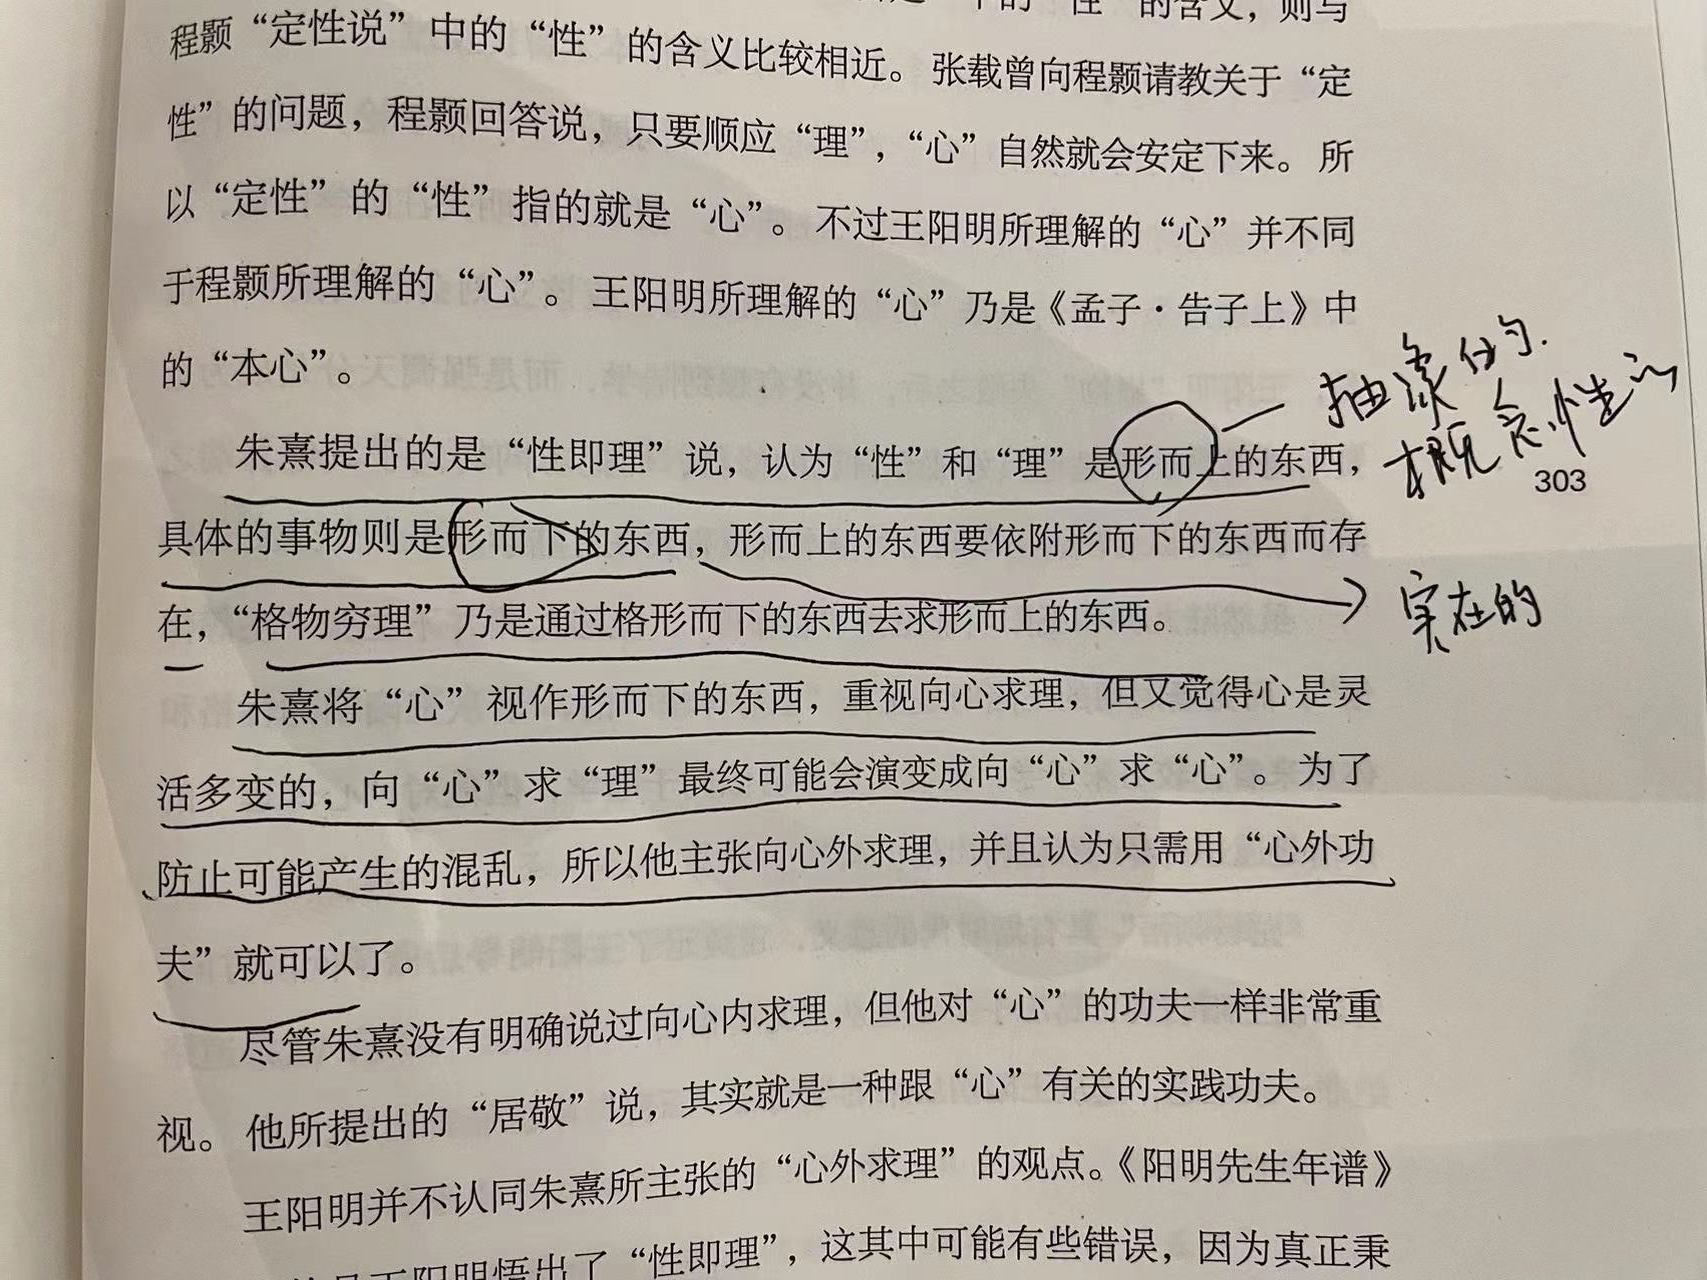 的“性”的含义，则与
程颢“定性说”中的“性”的含义比较相近。张载曾向程颢请教关于“定
性”的问题，程颢回答说，只要顺应“理”，“心”自然就会安定下来。所
以“定性”的“性”指的就是“心”。不过王阳明所理解的“心”并不同
于程颢所理解的“心”。王阳明所理解的“心”乃是《孟子·告子上》中
的“本心”。
抽象的.
概念性
朱熹提出的是“性即理”说，认为“性”和“理”是形而上的东西，
303
具体的事物则是形而下的东西，形而上的东西要依附形而下的东西而存
实在的
在，“格物穷理”乃是通过格形而下的东西去求形而上的东西。
朱熹将“心”视作形而下的东西，重视向心求理，但又觉得心是灵
活多变的，向“心”求“理”最终可能会演变成向“心”求“心”。为了
防止可能产生的混乱，所以他主张向心外求理，并且认为只需用“心外功
夫”就可以了。
尽管朱熹没有明确说过向心内求理，但他对“心”的功夫一样非常重
视。他所提出的“居敬”说，其实就是一种跟“心”有关的实践功夫。
王阳明并不认同朱熹所主张的“心外求理”的观点。《阳明先生年谱》
王阳明悟出了“性即理”，这其中可能有些错误，因为真正秉